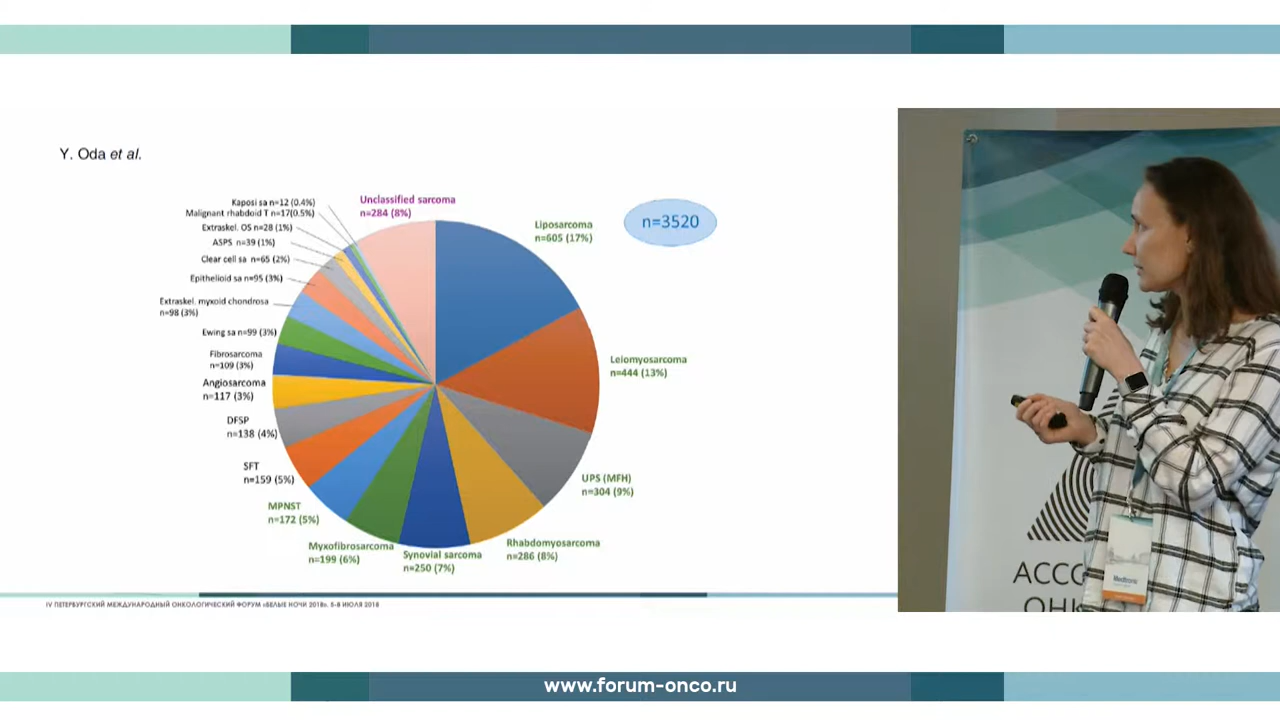 Y. Oda et al.
Kaposi sa n=12 (0.4%)
Malignant rhabdoid T n=17(0.5%)
Extraskel. OS n=28 (1%)
ASPS n=39 (1%)
Clear cell sa n=65 (2%)
Epithelioid sa n=95 (3%)
Extraskel. myxoid chondrosa
n=98 (3%)
Ewing sa n=99 (3%)
Fibrosarcoma
n=109 (3%)
Angiosarcoma
n=117 (3%)
DFSP
n=138 (4%)
SFT
n=159 (5%)
MPNST
n=172 (5%)
Myxofibrosarcoma
n=199 (6%)
Synovial sarcoma
n=250 (7%)
Rhabdomyosarcoma
n=286 (8%)
UPS (MFH)
n=304 (9%)
Leiomyosarcoma
n=444 (13%)
Liposarcoma
n=605 (17%)
Unclassified sarcoma
n=284 (8%)
n=3520
IV ПЕТЕРБУРГСКИЙ МЕЖДУНАРОДНЫЙ ОНКОЛОГИЧЕСКИЙ ФОРУМ «БЕЛЫЕ НОЧИ 2018». 5-8 ИЮЛЯ 2018
Medtronic
АССО
ОН
www.forum-onco.ru